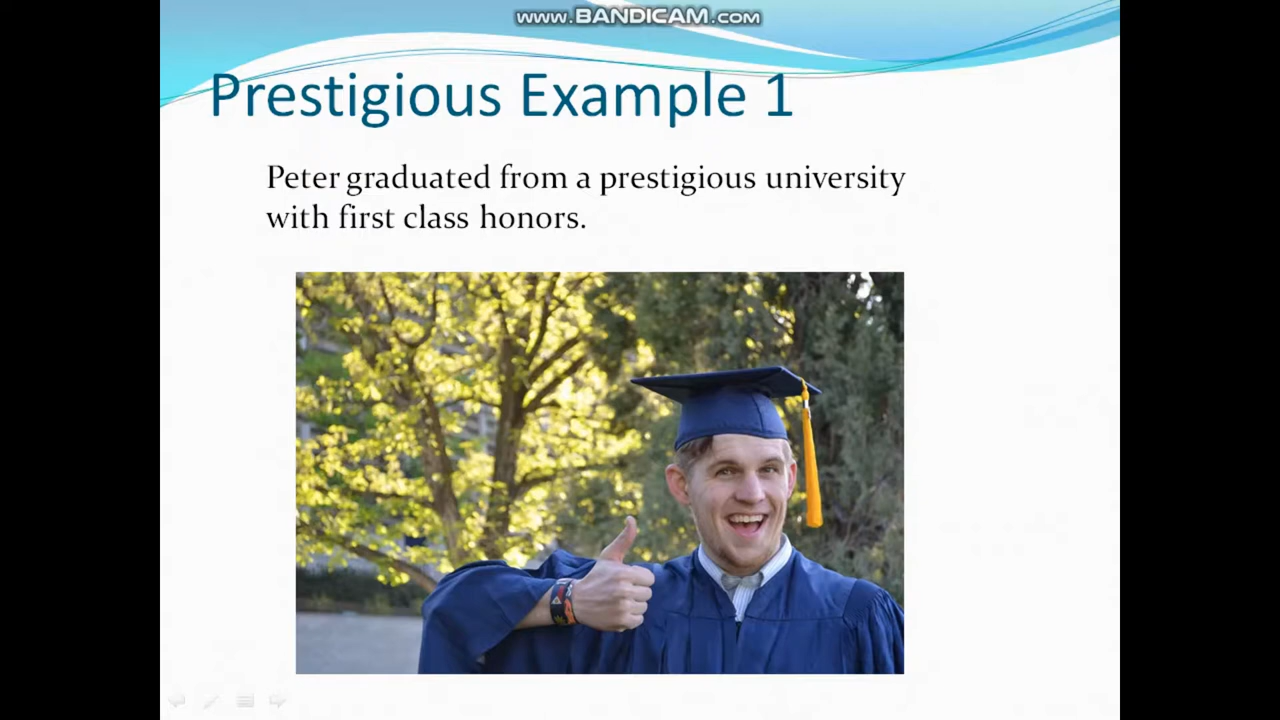 www.BANDICAM.com
Prestigious Example 1
Peter graduated from a prestigious university
with first class honors.